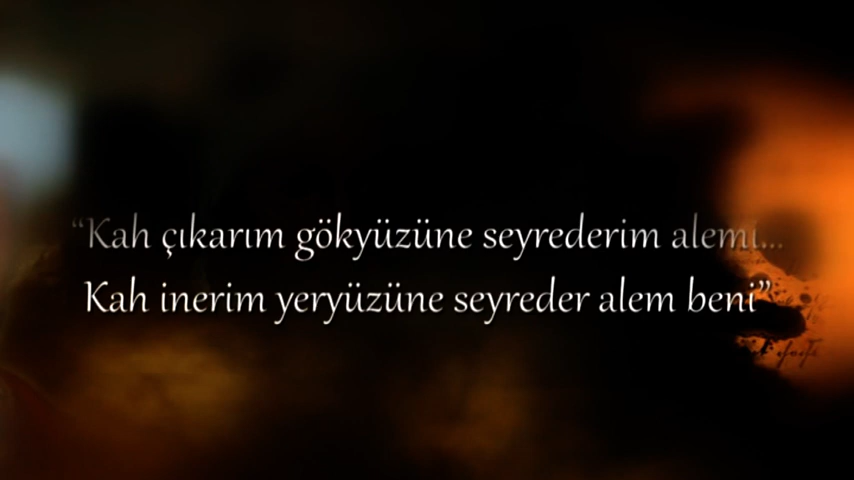 “Kah çıkarım gökyüzüne seyrederim alemi...
Kah inerim yeryüzüne seyreder alem beni”